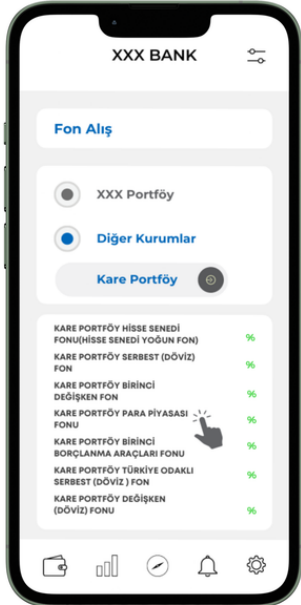 XXX BANK
Fon Alış
XXX Portföy
Diğer Kurumlar
Kare Portföy
KARE PORTFÖY HİSSE SENEDİ
FONU(HİSSE SENEDİ YOĞUN FON) %
KARE PORTFÖY SERBEST (DÖVİZ)
FON %
KARE PORTFÖY BİRİNCİ
DEĞİŞKEN FON %
KARE PORTFÖY PARA PİYASASI
FONU %
KARE PORTFÖY BİRİNCİ
BORÇLANMA ARAÇLARI FONU %
KARE PORTFÖY TÜRKİYE ODAKLI
SERBEST (DÖVİZ ) FON %
KARE PORTFÖY DEĞİŞKEN
(DÖVİZ) FONU %